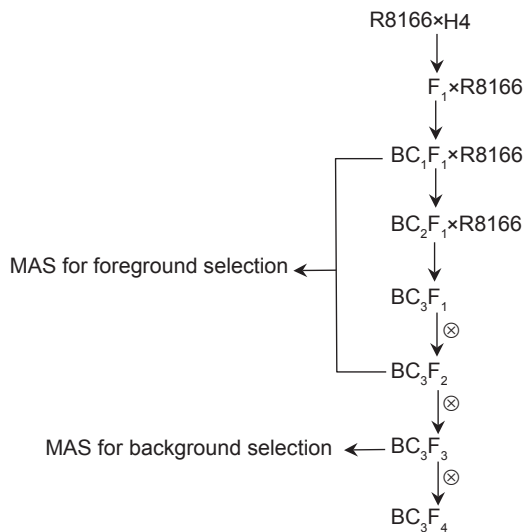 R8166×H4
F₁×R8166
BC₁F₁×R8166
BC₂F₁×R8166
MAS for foreground selection
BC₃F₁
⊗
BC₃F₂
⊗
MAS for background selection
BC₃F₃
⊗
BC₃F₄